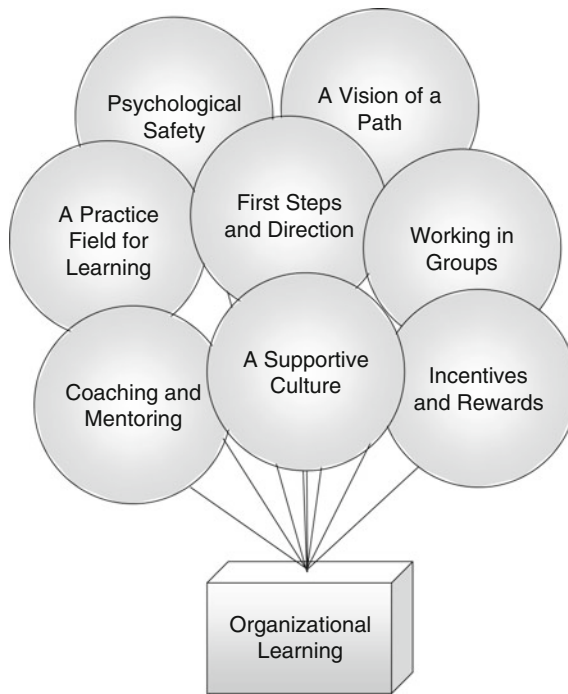 Psychological
Safety
A Vision of a
Path
A Practice
Field for
Learning
First Steps
and Direction
Working in
Groups
Coaching and
Mentoring
A Supportive
Culture
Incentives
and Rewards
Organizational
Learning